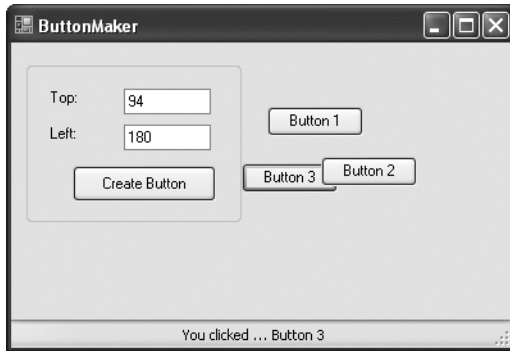 ButtonMaker
Top:
94
Left:
180
Create Button
Button 1
Button 3
Button 2
You clicked ... Button 3